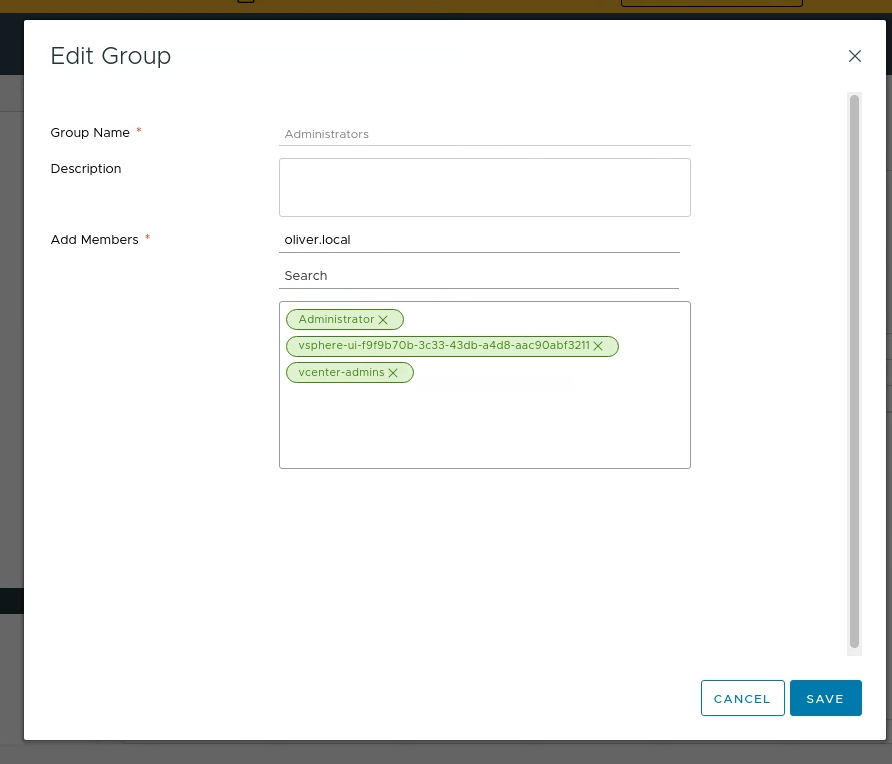 Edit Group
Group Name *
Administrators
Description
Add Members *
oliver.local
Search
Administrator
vsphere-ui-f9f9b70b-3c33-43db-a4d8-aac90abf3211
vcenter-admins
CANCEL
SAVE